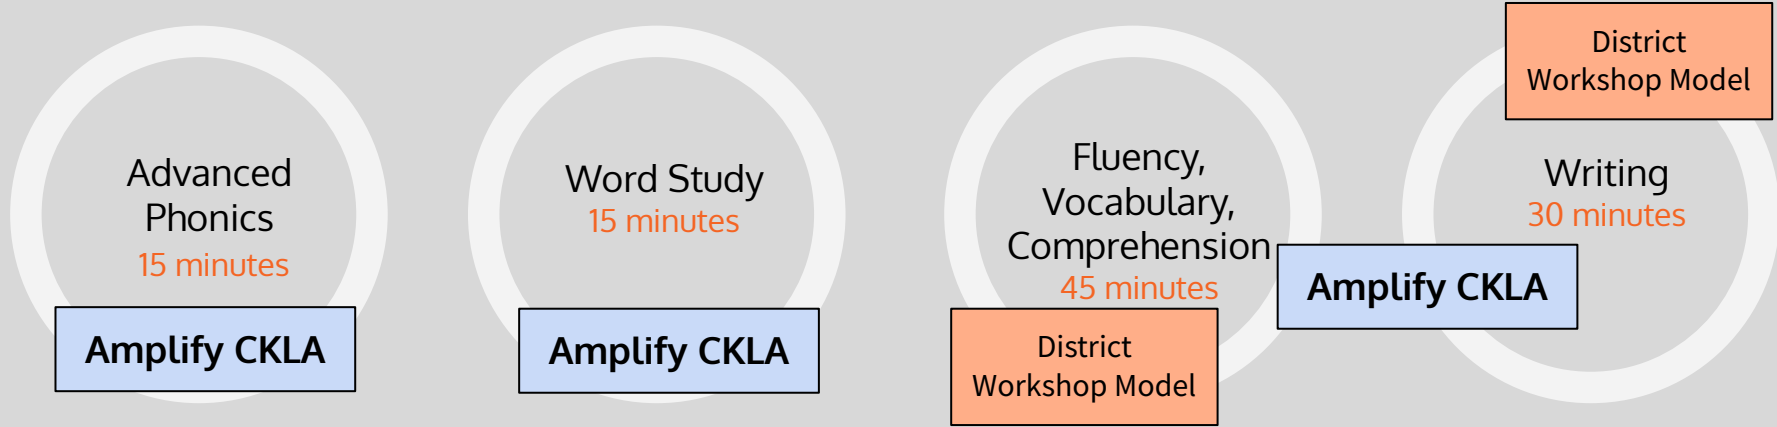 Advanced
Phonics
15 minutes
Amplify CKLA
Word Study
15 minutes
Amplify CKLA
Fluency,
Vocabulary,
Comprehension
45 minutes
District
Workshop Model
Amplify CKLA
District
Workshop Model
Writing
30 minutes